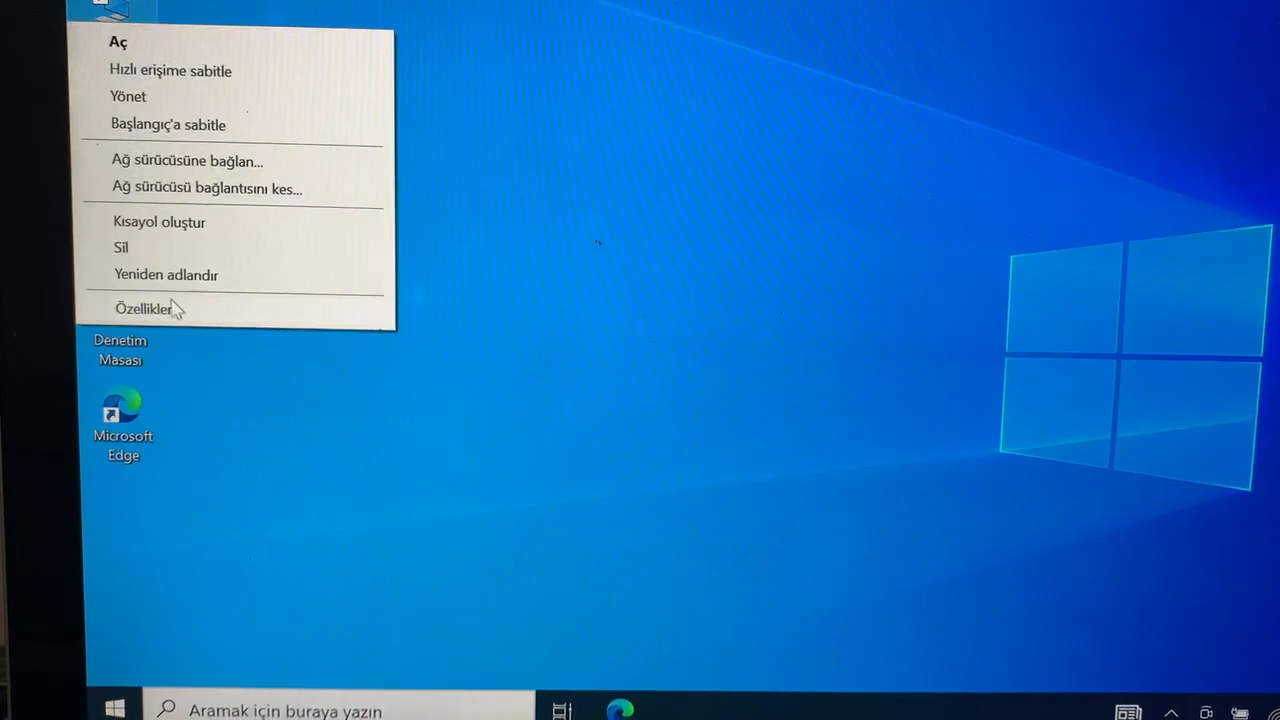 Aç
Hızlı erişime sabitle
Yönet
Başlangıç'a sabitle
Ağ sürücüsüne bağlan...
Ağ sürücüsü bağlantısını kes...
Kısayol oluştur
Sil
Yeniden adlandır
Özellikler
Denetim
Masası
Microsoft
Edge
Aramak için buraya yazın